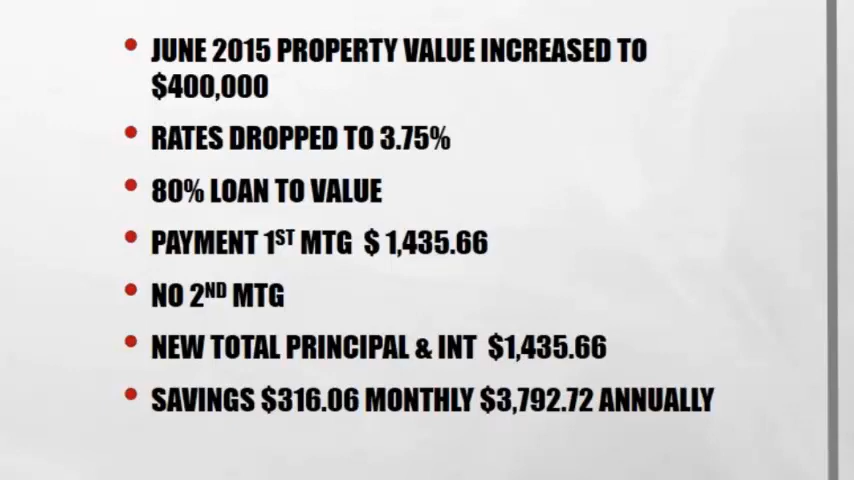 • JUNE 2015 PROPERTY VALUE INCREASED TO
$400,000
• RATES DROPPED TO 3.75%
• 80% LOAN TO VALUE
• PAYMENT 1ST MTG $ 1,435.66
• NO 2ND MTG
• NEW TOTAL PRINCIPAL & INT $1,435.66
• SAVINGS $316.06 MONTHLY $3,792.72 ANNUALLY